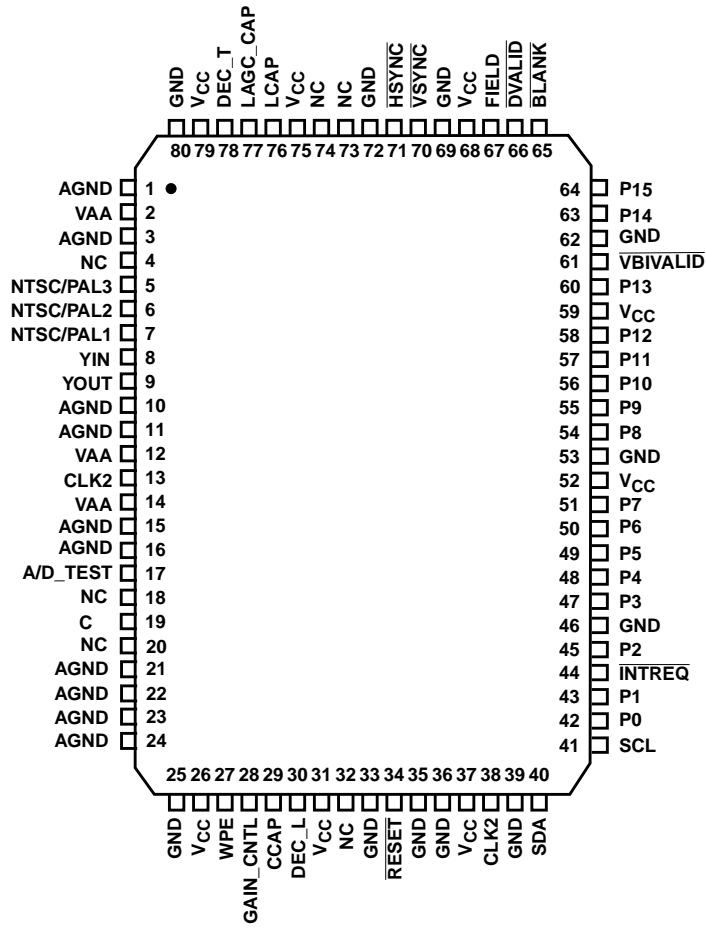 GND VCC DEC_T LAGC_CAP LCAP VCC NC NC GND HSYNC VSYNC GND VCC FIELD DVALID BLANK
80 79 78 77 76 75 74 73 72 71 70 69 68 67 66 65
AGND 1 64 P15
VAA 2 63 P14
AGND 3 62 GND
NC 4 61 VBIVALID
NTSC/PAL3 5 60 P13
NTSC/PAL2 6 59 VCC
NTSC/PAL1 7 58 P12
YIN 8 57 P11
YOUT 9 56 P10
AGND 10 55 P9
AGND 11 54 P8
VAA 12 53 GND
CLK2 13 52 VCC
VAA 14 51 P7
AGND 15 50 P6
AGND 16 49 P5
A/D_TEST 17 48 P4
NC 18 47 P3
C 19 46 GND
NC 20 45 P2
AGND 21 44 INTREQ
AGND 22 43 P1
AGND 23 42 P0
AGND 24 41 SCL
25 26 27 28 29 30 31 32 33 34 35 36 37 38 39 40
GND VCC WPE GAIN_CNTL CCAP DEC_L VCC NC GND RESET GND GND VCC CLK2 GND SDA